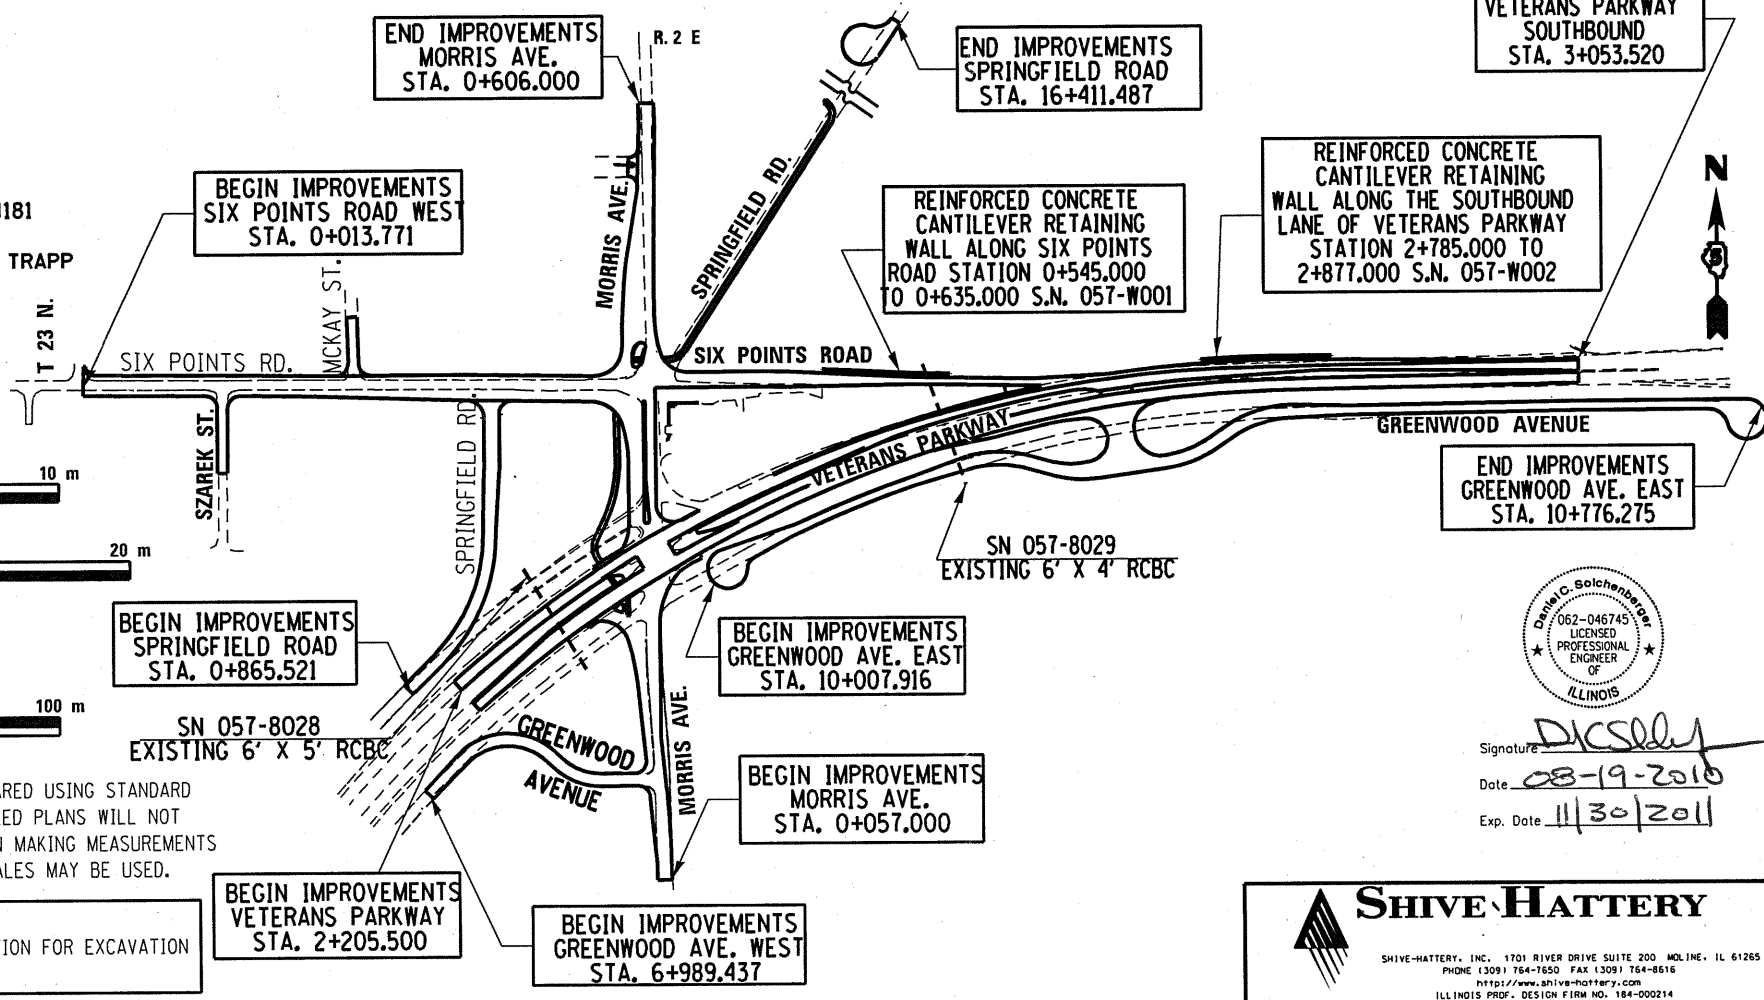 END IMPROVEMENTS
MORRIS AVE.
STA. 0+606.000
R. 2 E
END IMPROVEMENTS
SPRINGFIELD ROAD
STA. 16+411.487
VETERANS PARKWAY
SOUTHBOUND
STA. 3+053.520
BEGIN IMPROVEMENTS
SIX POINTS ROAD WEST
STA. 0+013.771
181
TRAPP
T 23 N.
MCKAY ST.
SIX POINTS RD.
MORRIS AVE.
SPRINGFIELD RD.
REINFORCED CONCRETE
CANTILEVER RETAINING
WALL ALONG SIX POINTS
ROAD STATION 0+545.000
TO 0+635.000 S.N. 057-W001
REINFORCED CONCRETE
CANTILEVER RETAINING
WALL ALONG THE SOUTHBOUND
LANE OF VETERANS PARKWAY
STATION 2+785.000 TO
2+877.000 S.N. 057-W002
N
5
SIX POINTS ROAD
VETERANS PARKWAY
GREENWOOD AVENUE
SZAREK ST.
SPRINGFIELD RD.
10 m
20 m
100 m
END IMPROVEMENTS
GREENWOOD AVE. EAST
STA. 10+776.275
SN 057-8029
EXISTING 6' X 4' RCBC
BEGIN IMPROVEMENTS
SPRINGFIELD ROAD
STA. 0+865.521
BEGIN IMPROVEMENTS
GREENWOOD AVE. EAST
STA. 10+007.916
SN 057-8028
EXISTING 6' X 5' RCBC
GREENWOOD
AVENUE
MORRIS AVE.
BEGIN IMPROVEMENTS
MORRIS AVE.
STA. 0+057.000
ARED USING STANDARD
ED PLANS WILL NOT
N MAKING MEASUREMENTS
ALES MAY BE USED.
BEGIN IMPROVEMENTS
VETERANS PARKWAY
STA. 2+205.500
BEGIN IMPROVEMENTS
GREENWOOD AVE. WEST
STA. 6+989.437
TION FOR EXCAVATION
Daniel C. Solchenberger
062-046745
LICENSED
PROFESSIONAL
ENGINEER
OF
ILLINOIS
Signature
Date 08-19-2010
Exp. Date 11/30/2011
SHIVE-HATTERY
SHIVE-HATTERY, INC. 1701 RIVER DRIVE SUITE 200 MOLINE, IL 61265
PHONE (309) 764-7650 FAX (309) 764-8616
http://www.shive-hattery.com
ILLINOIS PROF. DESIGN FIRM NO. 184-000214